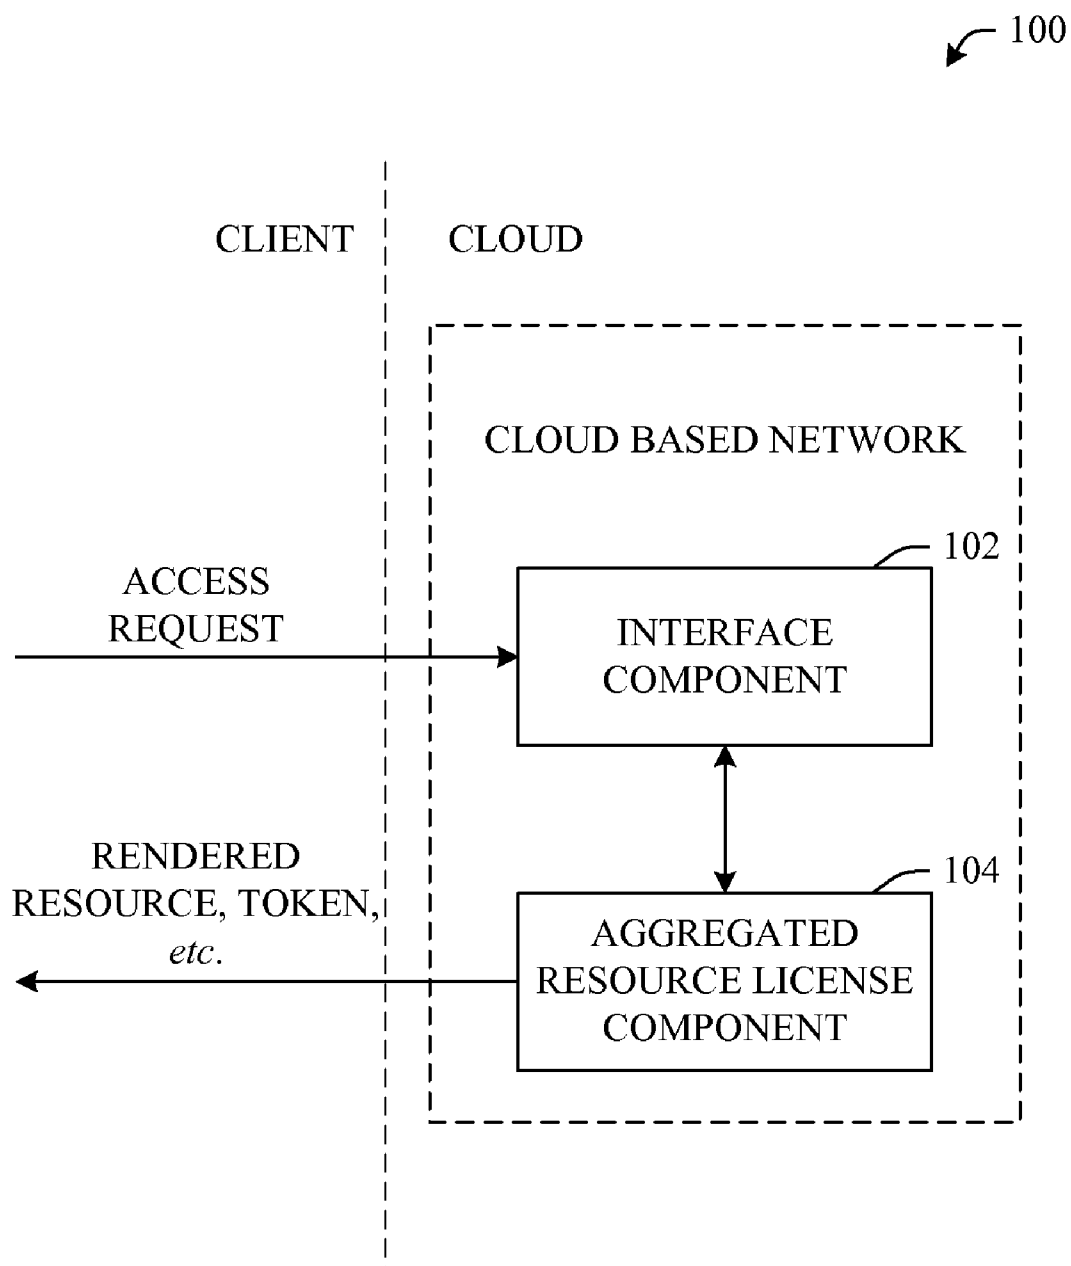 100
CLIENT
CLOUD
CLOUD BASED NETWORK
102
ACCESS
REQUEST
INTERFACE
COMPONENT
RENDERED
RESOURCE, TOKEN,
etc.
104
AGGREGATED
RESOURCE LICENSE
COMPONENT